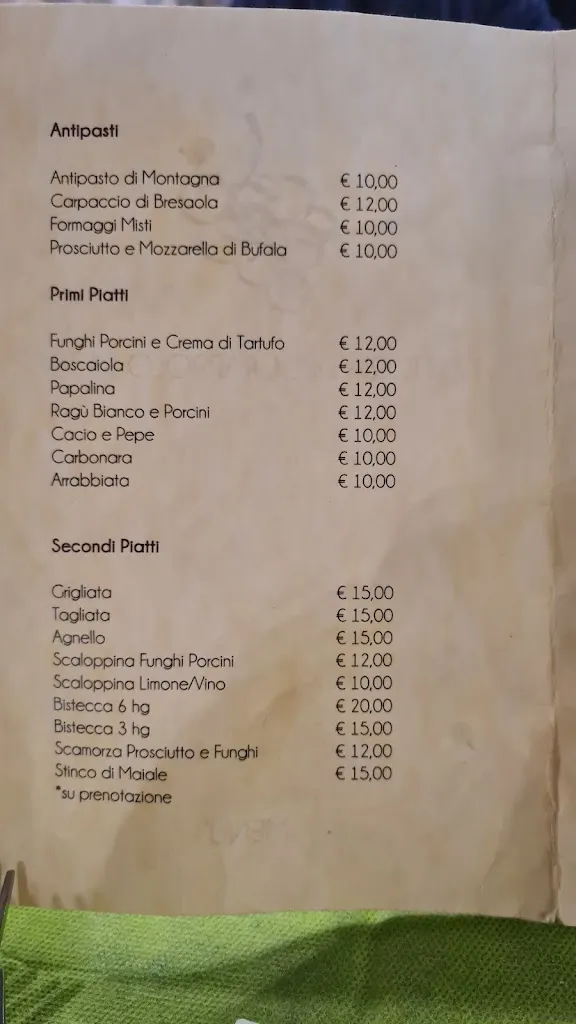 Antipasti
Antipasto di Montagna € 10,00
Carpaccio di Bresaola € 12,00
Formaggi Misti € 10,00
Prosciutto e Mozzarella di Bufala € 10,00
Primi Piatti
Funghi Porcini e Crema di Tartufo € 12,00
Boscaiola € 12,00
Papalina € 12,00
Ragù Bianco e Porcini € 12,00
Cacio e Pepe € 10,00
Carbonara € 10,00
Arrabbiata € 10,00
Secondi Piatti
Grigliata € 15,00
Tagliata € 15,00
Agnello € 15,00
Scaloppina Funghi Porcini € 12,00
Scaloppina Limone/Vino € 10,00
Bistecca 6 hg € 20,00
Bistecca 3 hg € 15,00
Scamorza Prosciutto e Funghi € 12,00
Stinco di Maiale € 15,00
*su prenotazione